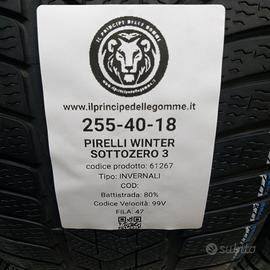 IL PRINCIPE DELLE GOMME
www.ilprincipedellegomme.it
255-40-18
PIRELLI WINTER
SOTTOZERO 3
codice prodotto: 61267
Tipo: INVERNALI
COD:
Battistrada: 80%
Codice Velocità: 99V
FILA: 47
subito